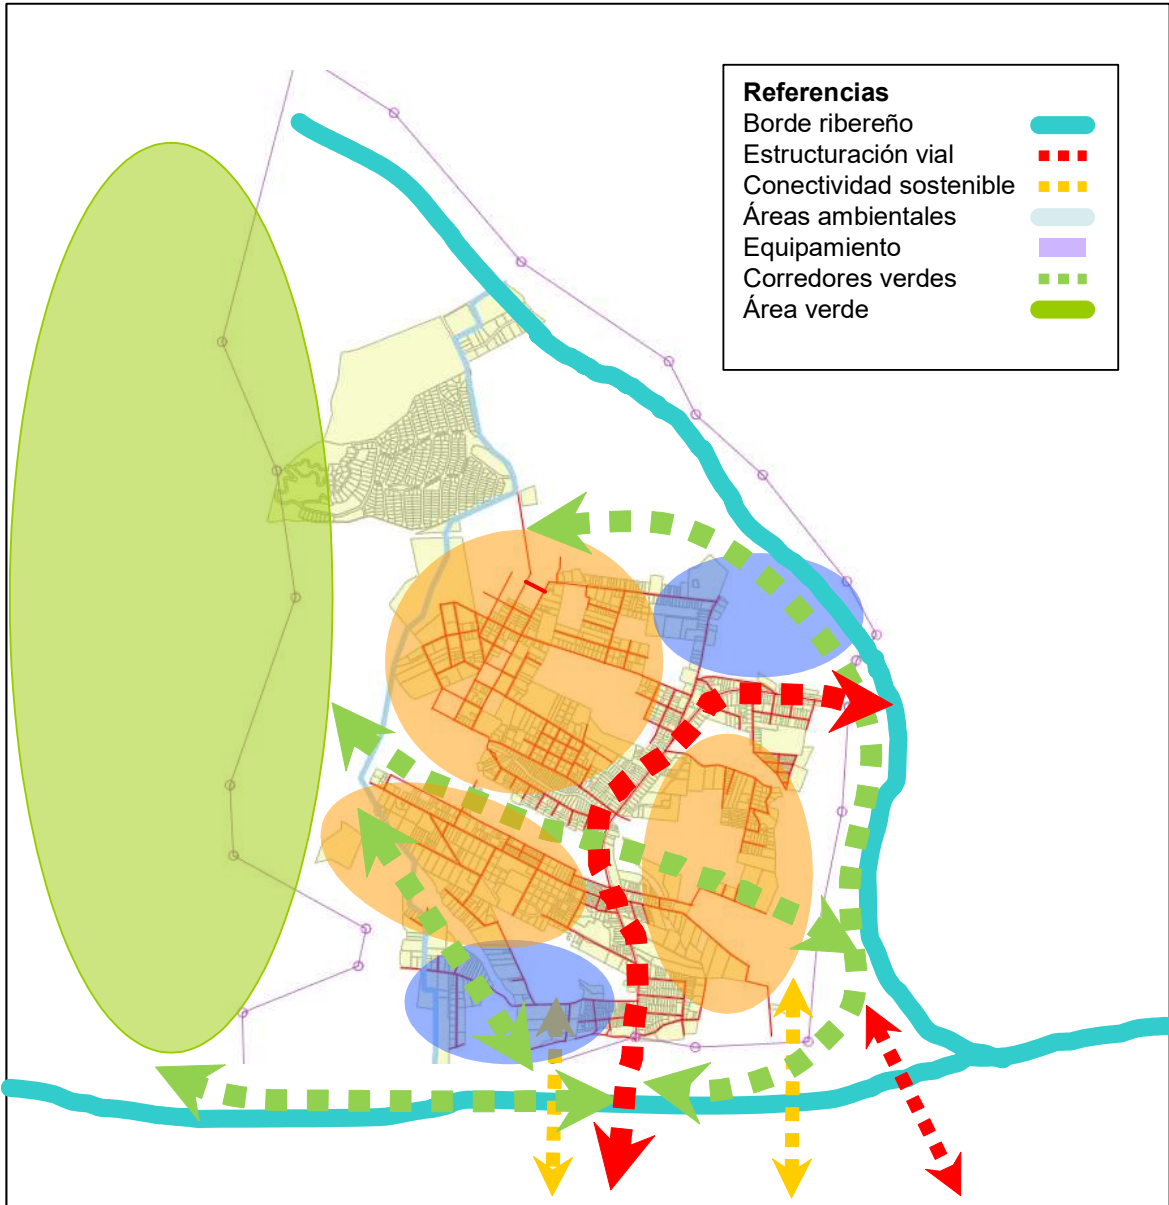 Referencias
Borde ribereño
Estructuración vial
Conectividad sostenible
Áreas ambientales
Equipamiento
Corredores verdes
Área verde